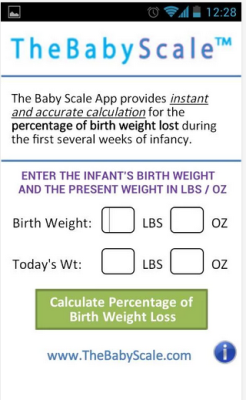 12:28
TheBabyScale™
The Baby Scale App provides instant
and accurate calculation for the
percentage of birth weight lost during
the first several weeks of infancy.
ENTER THE INFANT'S BIRTH WEIGHT
AND THE PRESENT WEIGHT IN LBS / OZ
Birth Weight: LBS OZ
Today's Wt: LBS OZ
Calculate Percentage of
Birth Weight Loss
www.TheBabyScale.com i